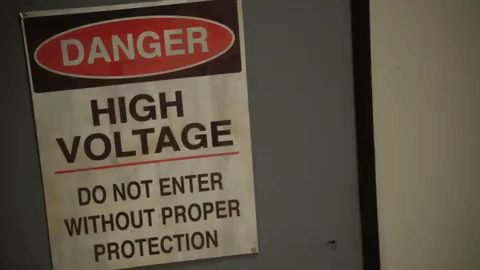 DANGER
HIGH
VOLTAGE
DO NOT ENTER
WITHOUT PROPER
PROTECTION